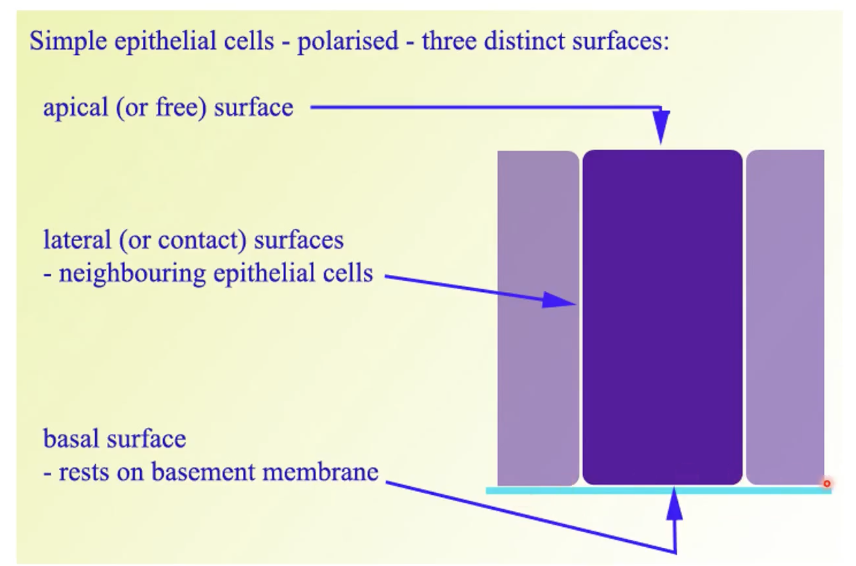 Simple epithelial cells - polarised - three distinct surfaces:
apical (or free) surface
lateral (or contact) surfaces
- neighbouring epithelial cells
basal surface
- rests on basement membrane